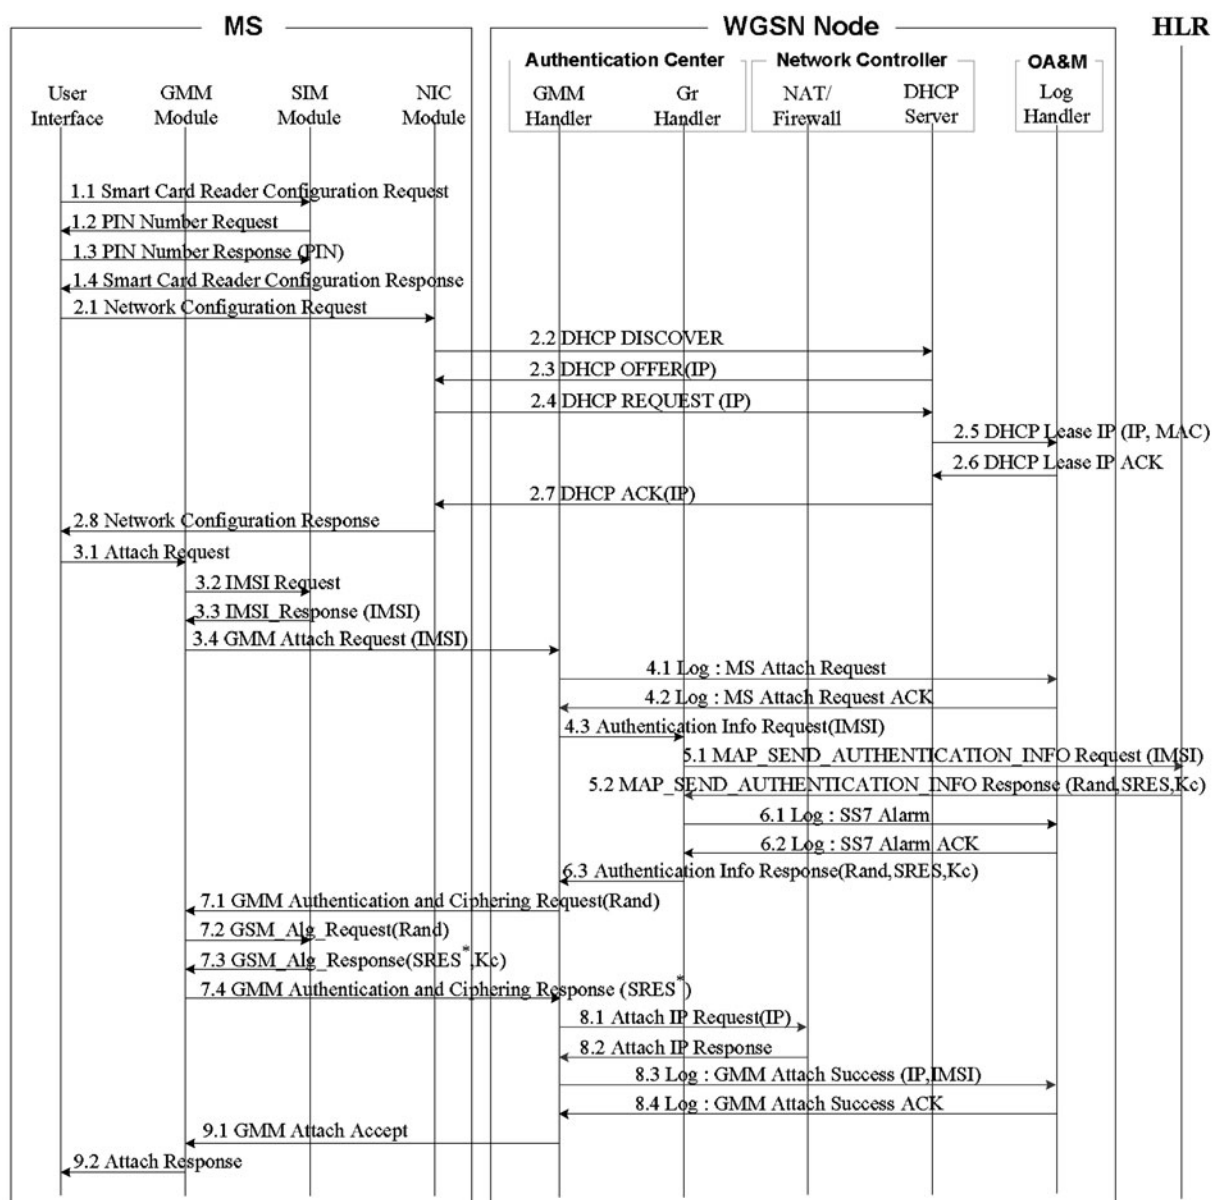 MS
WGSN Node
HLR
Authentication Center
Network Controller
OA&M
User
Interface
GMM
Module
SIM
Module
NIC
Module
GMM
Handler
Gr
Handler
NAT/
Firewall
DHCP
Server
Log
Handler
1.1 Smart Card Reader Configuration Request
1.2 PIN Number Request
1.3 PIN Number Response (PIN)
1.4 Smart Card Reader Configuration Response
2.1 Network Configuration Request
2.2 DHCP DISCOVER
2.3 DHCP OFFER(IP)
2.4 DHCP REQUEST (IP)
2.5 DHCP Lease IP (IP, MAC)
2.6 DHCP Lease IP ACK
2.7 DHCP ACK(IP)
2.8 Network Configuration Response
3.1 Attach Request
3.2 IMSI Request
3.3 IMSI_Response (IMSI)
3.4 GMM Attach Request (IMSI)
4.1 Log : MS Attach Request
4.2 Log : MS Attach Request ACK
4.3 Authentication Info Request(IMSI)
5.1 MAP_SEND_AUTHENTICATION_INFO Request (IMSI)
5.2 MAP_SEND_AUTHENTICATION_INFO Response (Rand,SRES,Kc)
6.1 Log : SS7 Alarm
6.2 Log : SS7 Alarm ACK
6.3 Authentication Info Response(Rand,SRES,Kc)
7.1 GMM Authentication and Ciphering Request(Rand)
7.2 GSM_Alg_Request(Rand)
7.3 GSM_Alg_Response(SRES*,Kc)
7.4 GMM Authentication and Ciphering Response (SRES*)
8.1 Attach IP Request(IP)
8.2 Attach IP Response
8.3 Log : GMM Attach Success (IP,IMSI)
8.4 Log : GMM Attach Success ACK
9.1 GMM Attach Accept
9.2 Attach Response